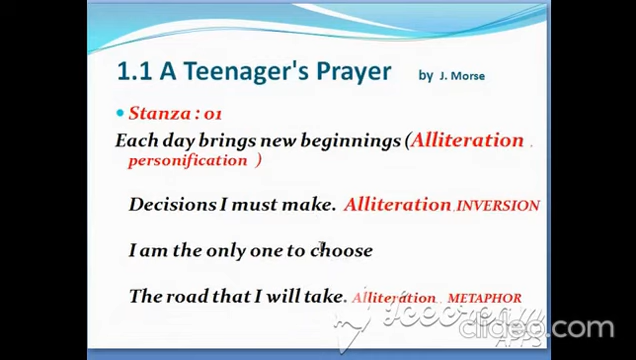 1.1 A Teenager's Prayer by J. Morse
Stanza : 01
Each day brings new beginnings (Alliteration .
personification )
Decisions I must make. Alliteration.INVERSION
I am the only one to choose
The road that I will take. Alliteration.. METAPHOR
clideo.com
APPS